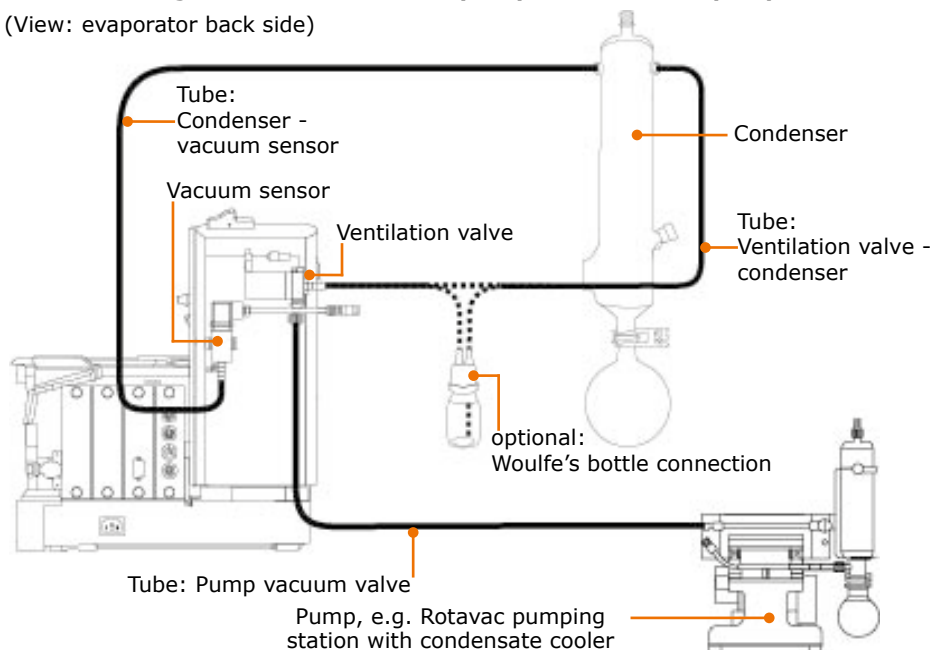 (View: evaporator back side)
Tube:
Condenser -
vacuum sensor
Condenser
Vacuum sensor
Ventilation valve
Tube:
Ventilation valve -
condenser
optional:
Woulfe's bottle connection
Tube: Pump vacuum valve
Pump, e.g. Rotavac pumping
station with condensate cooler